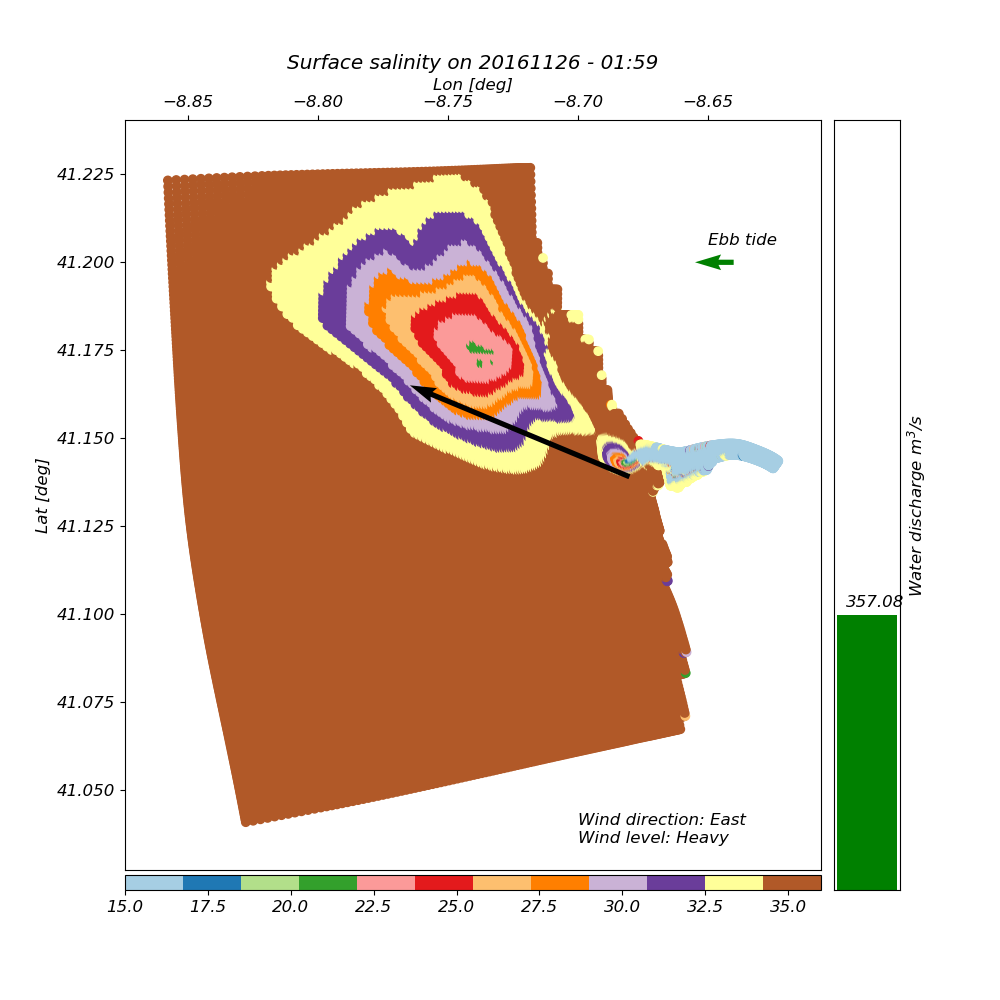 Surface salinity on 20161126 - 01:59
Lon [deg]
−8.85 −8.80 −8.75 −8.70 −8.65
41.225
Ebb tide
41.200
41.175
41.150
41.125
41.100
41.075
41.050
Lat [deg]
Water discharge m³/s
357.08
Wind direction: East
Wind level: Heavy
15.0 17.5 20.0 22.5 25.0 27.5 30.0 32.5 35.0